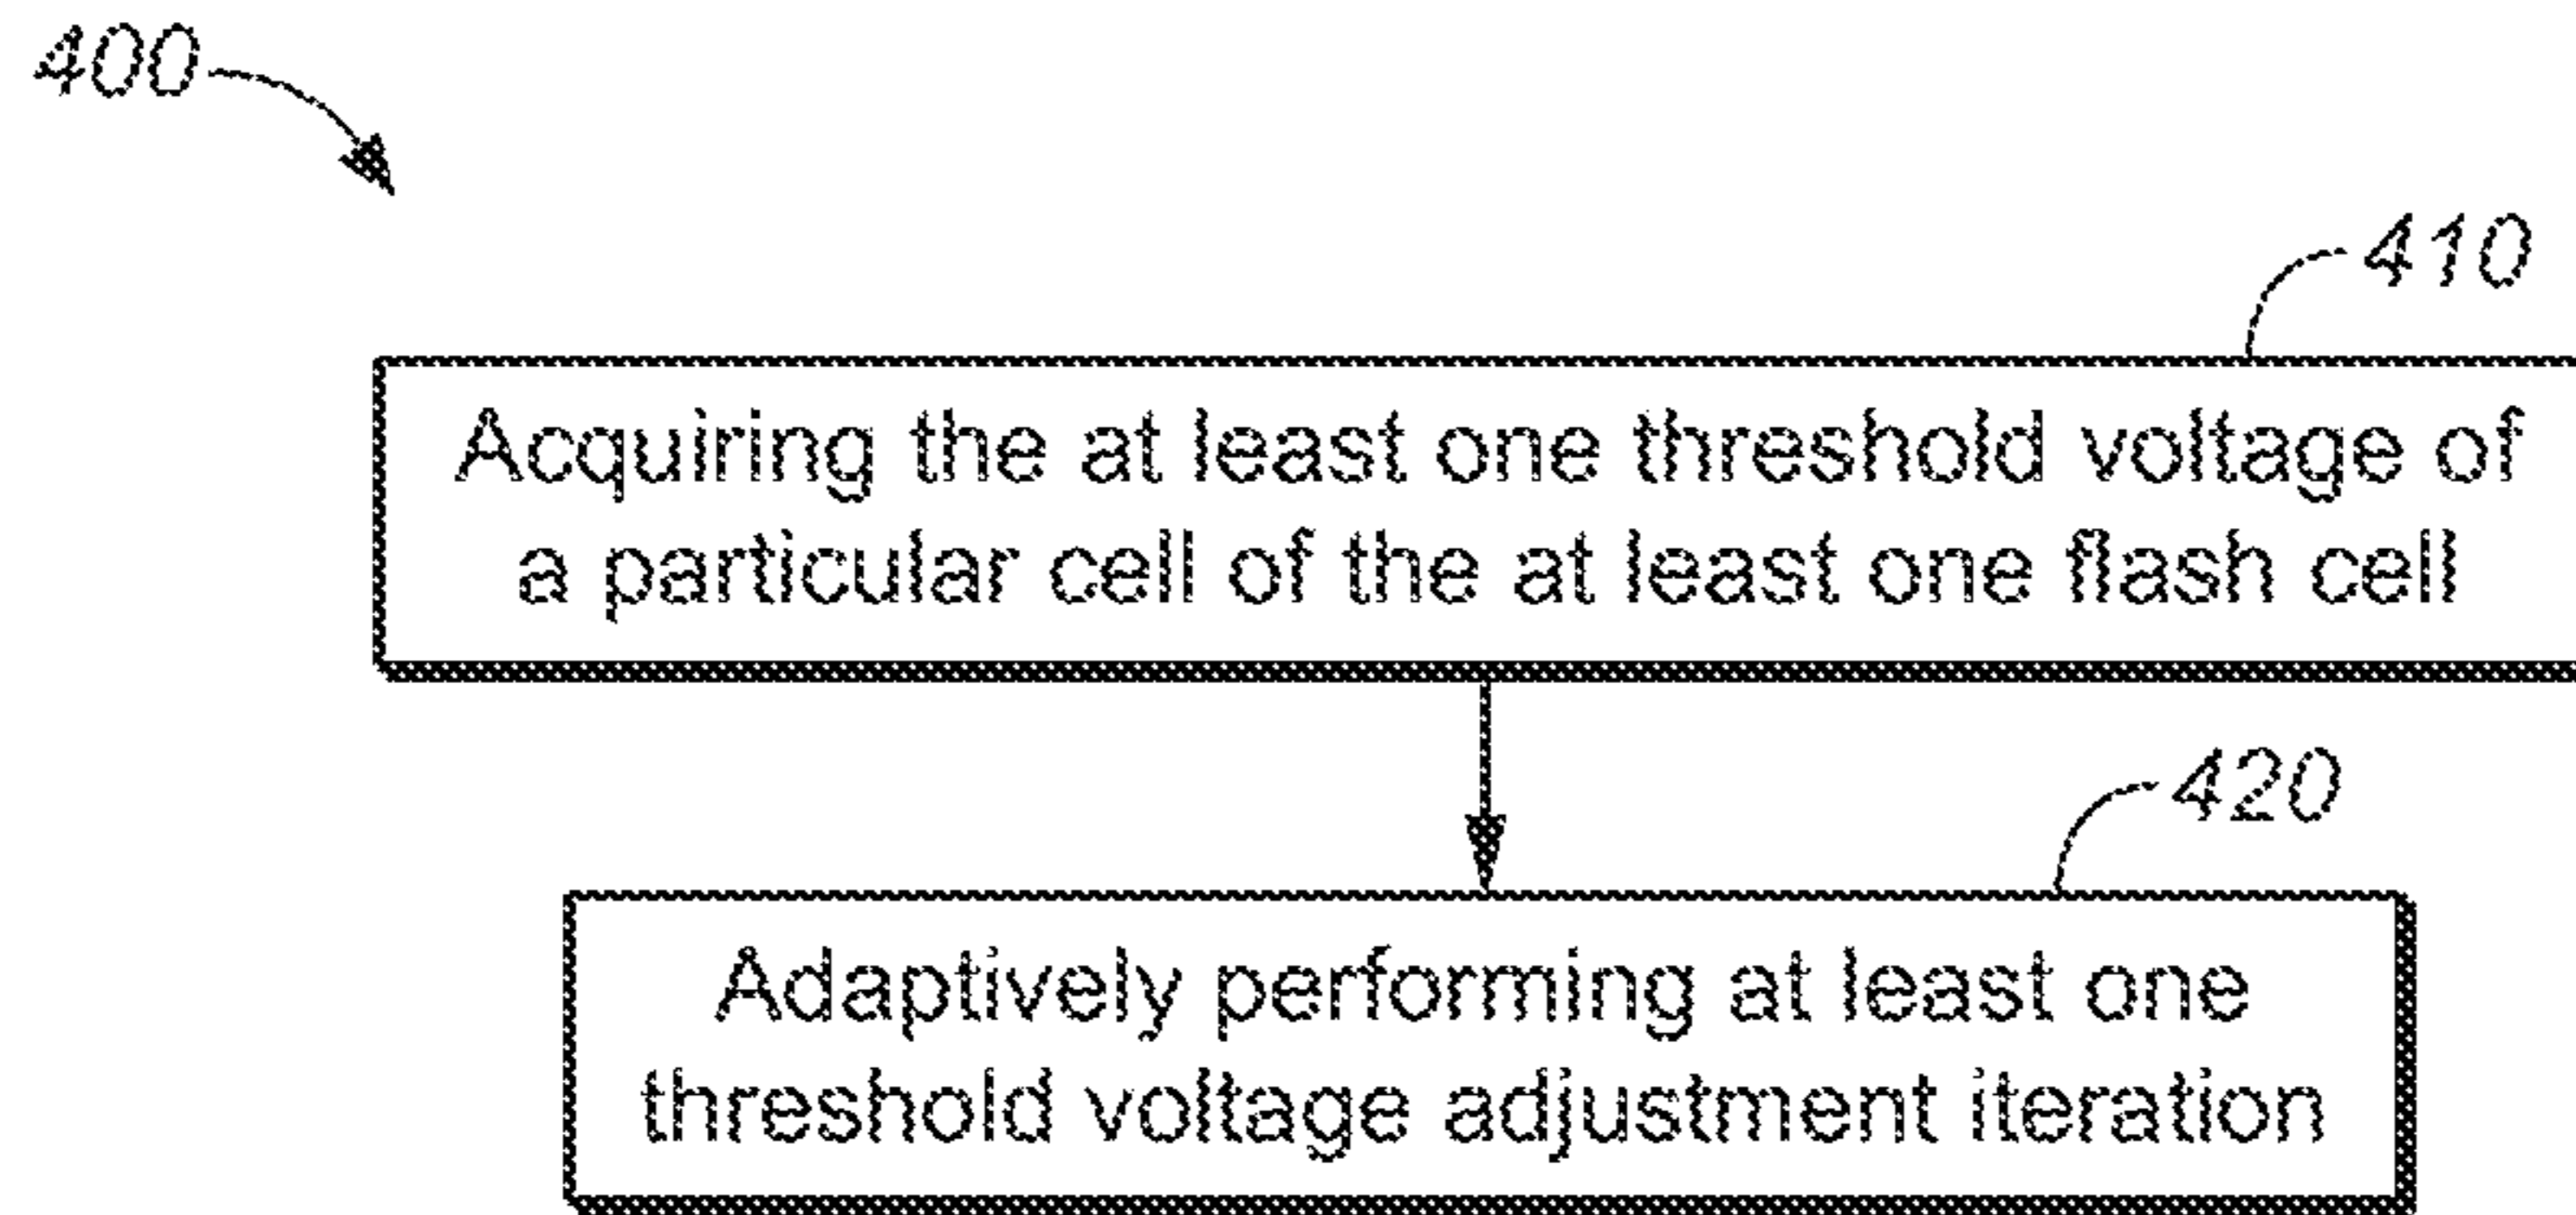 400
410
Acquiring the at least one threshold voltage of
a particular cell of the at least one flash cell
420
Adaptively performing at least one
threshold voltage adjustment iteration